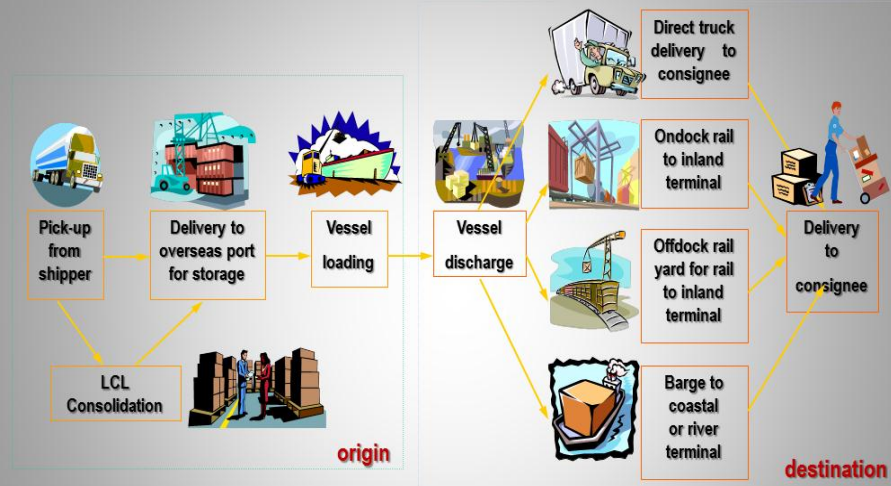 Pick-up
from
shipper
Delivery to
overseas port
for storage
Vessel
loading
LCL
Consolidation
origin
Vessel
discharge
Direct truck
delivery to
consignee
Ondock rail
to inland
terminal
Offdock rail
yard for rail
to inland
terminal
Barge to
coastal
or river
terminal
Delivery
to
consignee
destination